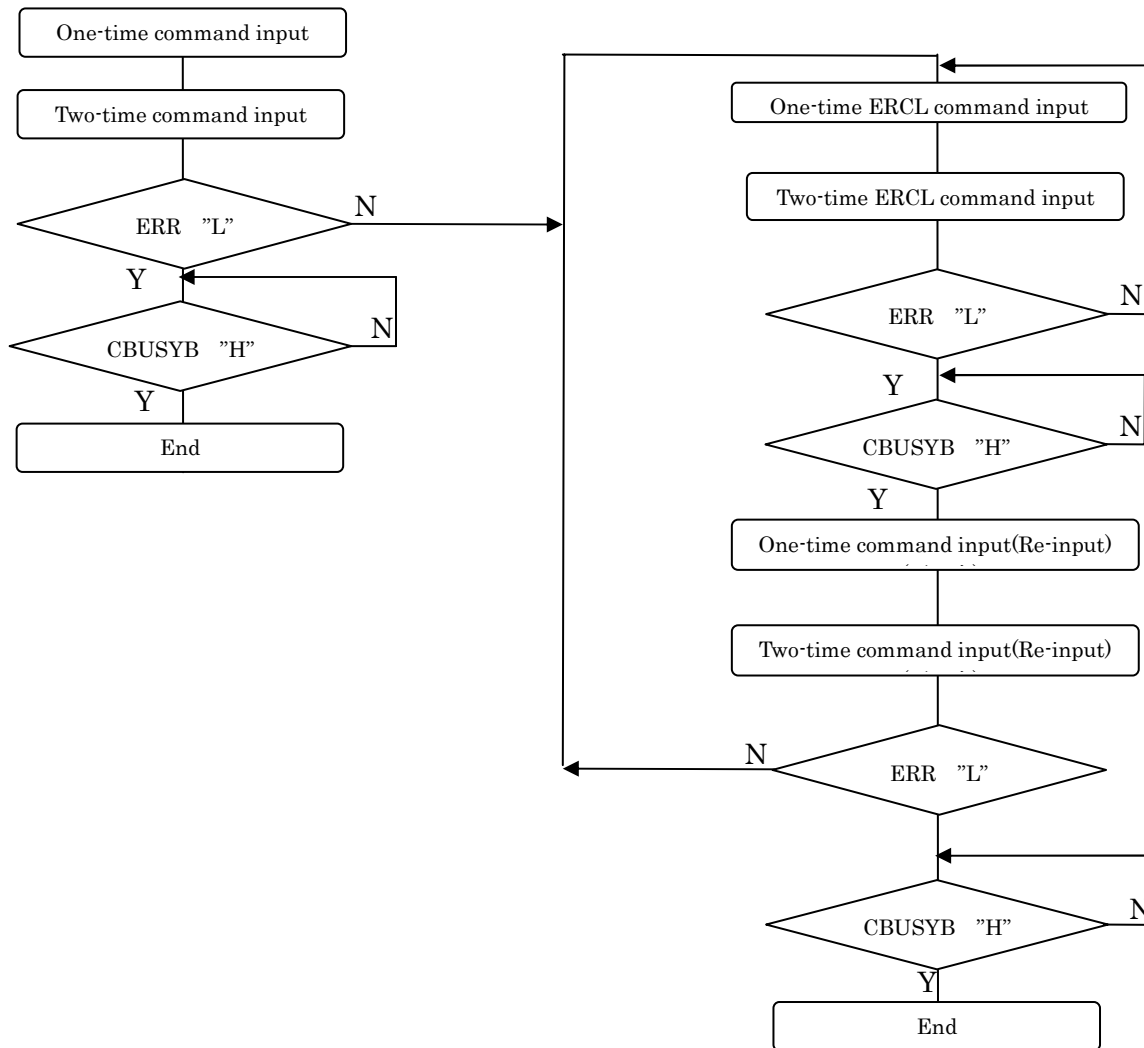 One-time command input
Two-time command input
ERR ”L”
N
Y
CBUSYB ”H”
N
Y
End
One-time ERCL command input
Two-time ERCL command input
ERR ”L”
N
Y
CBUSYB ”H”
N
Y
One-time command input(Re-input)
Two-time command input(Re-input)
ERR ”L”
N
CBUSYB ”H”
N
Y
End